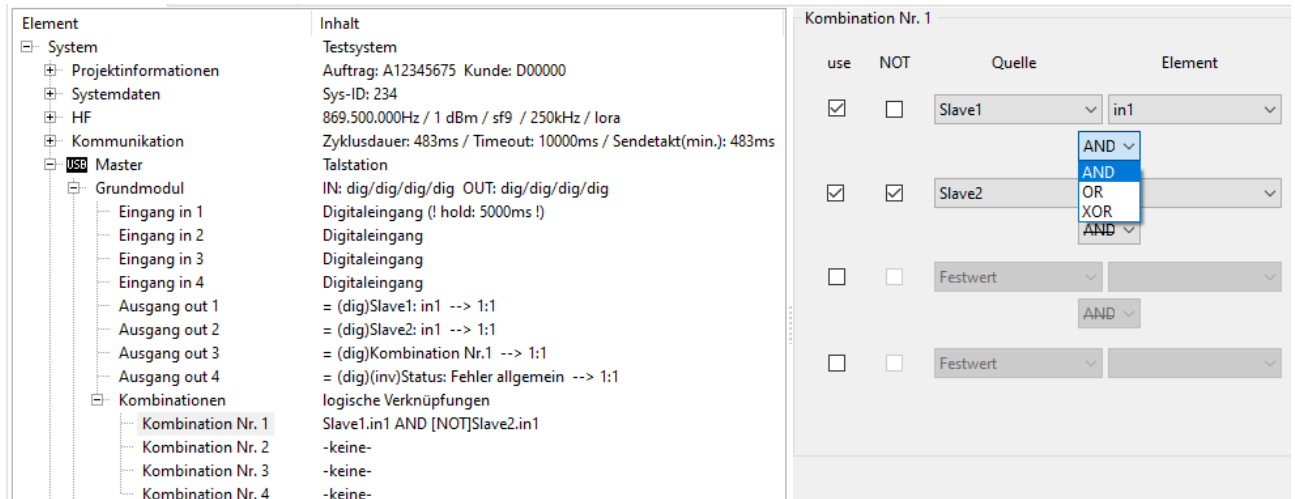 Element Inhalt
System Testsystem
Projektinformationen Auftrag: A12345675 Kunde: D00000
Systemdaten Sys-ID: 234
HF 869.500.000Hz / 1 dBm / sf9 / 250kHz / lora
Kommunikation Zyklusdauer: 483ms / Timeout: 10000ms / Sendetakt(min.): 483ms
USB Master Talstation
Grundmodul IN: dig/dig/dig/dig OUT: dig/dig/dig/dig
Eingang in 1 Digitaleingang (! hold: 5000ms !)
Eingang in 2 Digitaleingang
Eingang in 3 Digitaleingang
Eingang in 4 Digitaleingang
Ausgang out 1 = (dig)Slave1: in1 --> 1:1
Ausgang out 2 = (dig)Slave2: in1 --> 1:1
Ausgang out 3 = (dig)Kombination Nr.1 --> 1:1
Ausgang out 4 = (dig)(inv)Status: Fehler allgemein --> 1:1
Kombinationen logische Verknüpfungen
Kombination Nr. 1 Slave1.in1 AND [NOT]Slave2.in1
Kombination Nr. 2 -keine-
Kombination Nr. 3 -keine-
Kombination Nr. 4 -keine-
Kombination Nr. 1
use NOT Quelle Element
Slave1 in1
AND
AND
Slave2 OR
XOR
AND
Festwert
AND
Festwert